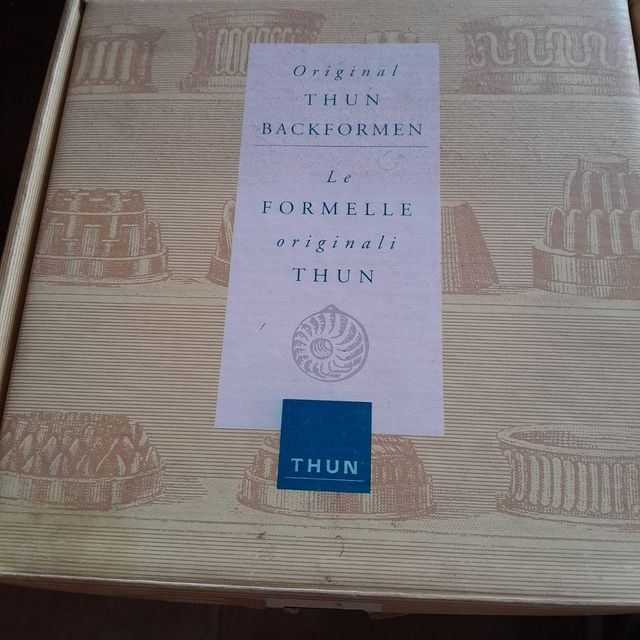 Original
THUN
BACKFORMEN
Le
FORMELLE
originali
THUN
THUN